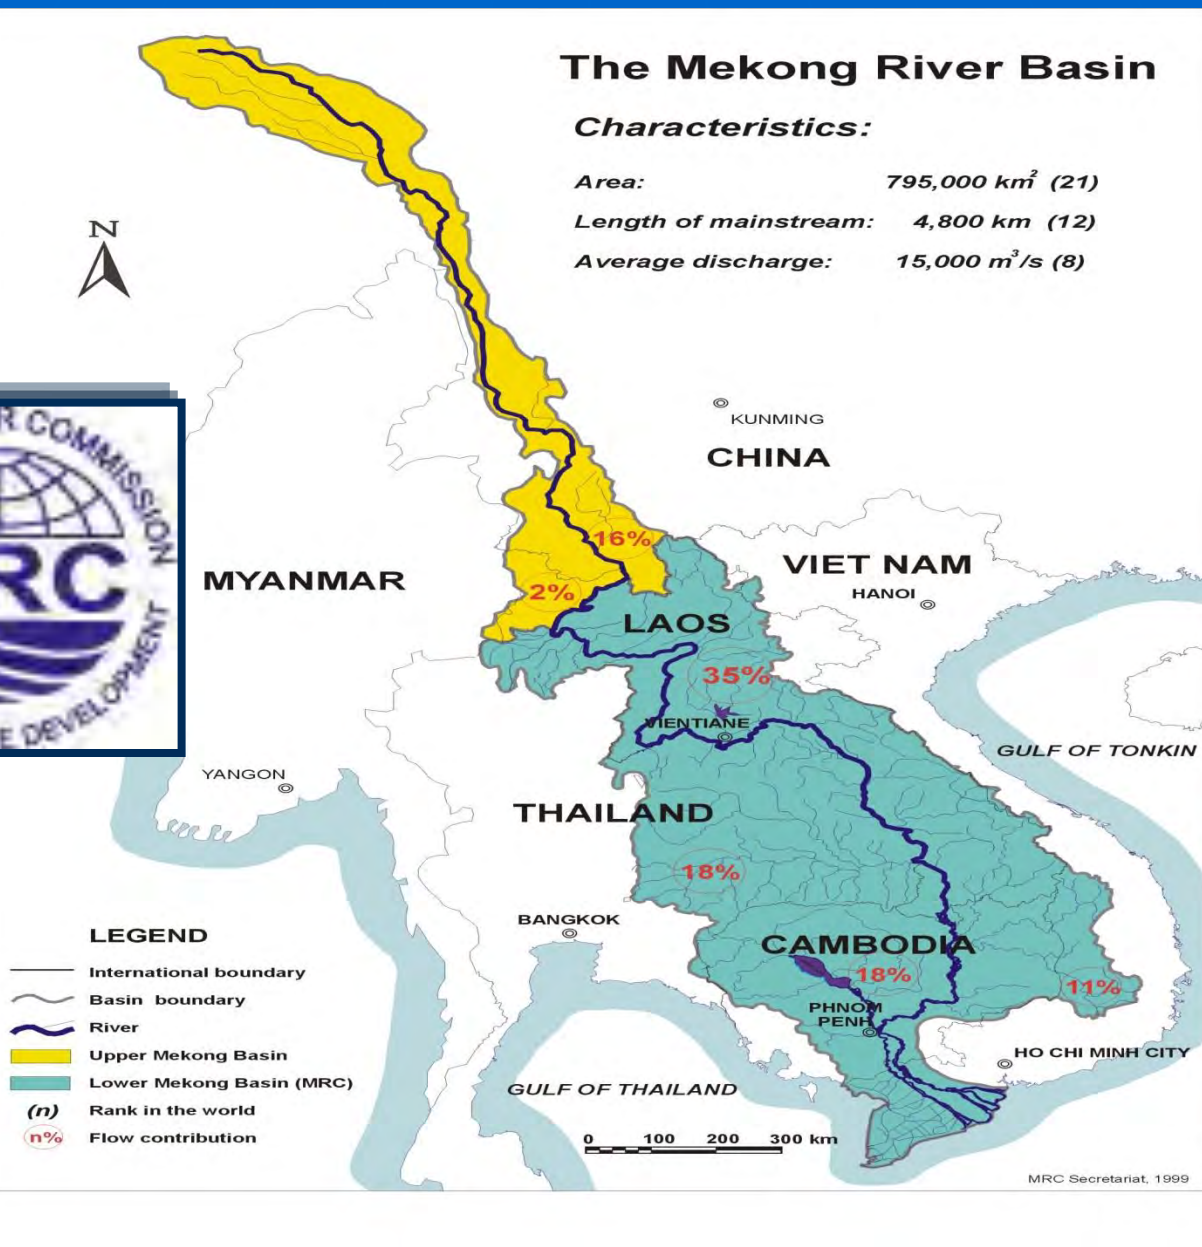 The Mekong River Basin
Characteristics:
Area: 795,000 km² (21)
Length of mainstream: 4,800 km (12)
Average discharge: 15,000 m³/s (8)
N
KUNMING
CHINA
R COMMISSION
RC
E DEVELOPMENT
MYANMAR
16%
2%
VIET NAM
HANOI
LAOS
35%
VIENTIANE
GULF OF TONKIN
YANGON
THAILAND
18%
BANGKOK
CAMBODIA
18%
11%
PHNOM
PENH
HO CHI MINH CITY
GULF OF THAILAND
LEGEND
International boundary
Basin boundary
River
Upper Mekong Basin
Lower Mekong Basin (MRC)
(n) Rank in the world
n% Flow contribution
0 100 200 300 km
MRC Secretariat, 1999